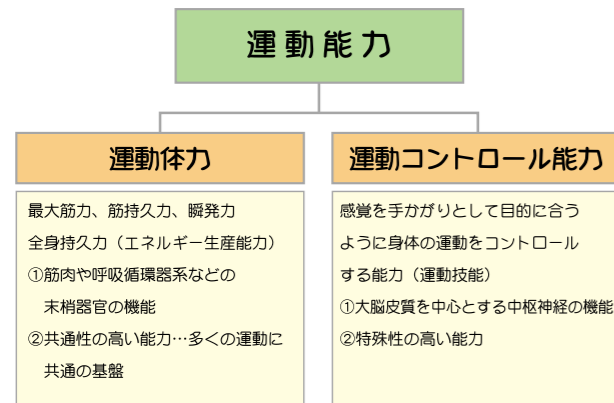 運動能力
運動体力
最大筋力、筋持久力、瞬発力
全身持久力（エネルギー生産能力）
①筋肉や呼吸循環器系などの
末梢器官の機能
②共通性の高い能力…多くの運動に
共通の基盤
運動コントロール能力
感覚を手がかりとして目的に合う
ように身体の運動をコントロール
する能力（運動技能）
①大脳皮質を中心とする中枢神経の機能
②特殊性の高い能力